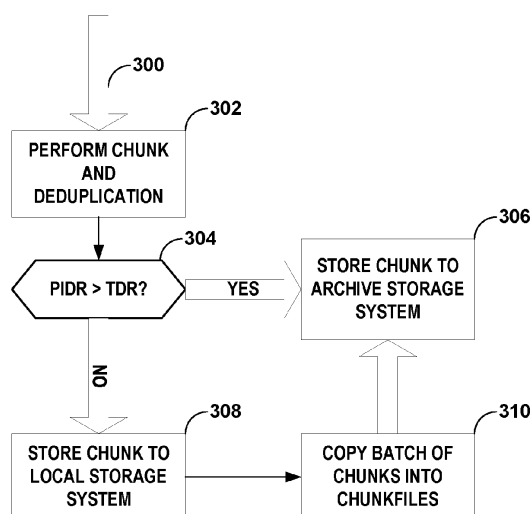 300
302
PERFORM CHUNK
AND
DEDUPLICATION
304
PIDR > TDR?
YES
306
STORE CHUNK TO
ARCHIVE STORAGE
SYSTEM
NO
308
STORE CHUNK TO
LOCAL STORAGE
SYSTEM
310
COPY BATCH OF
CHUNKS INTO
CHUNKFILES